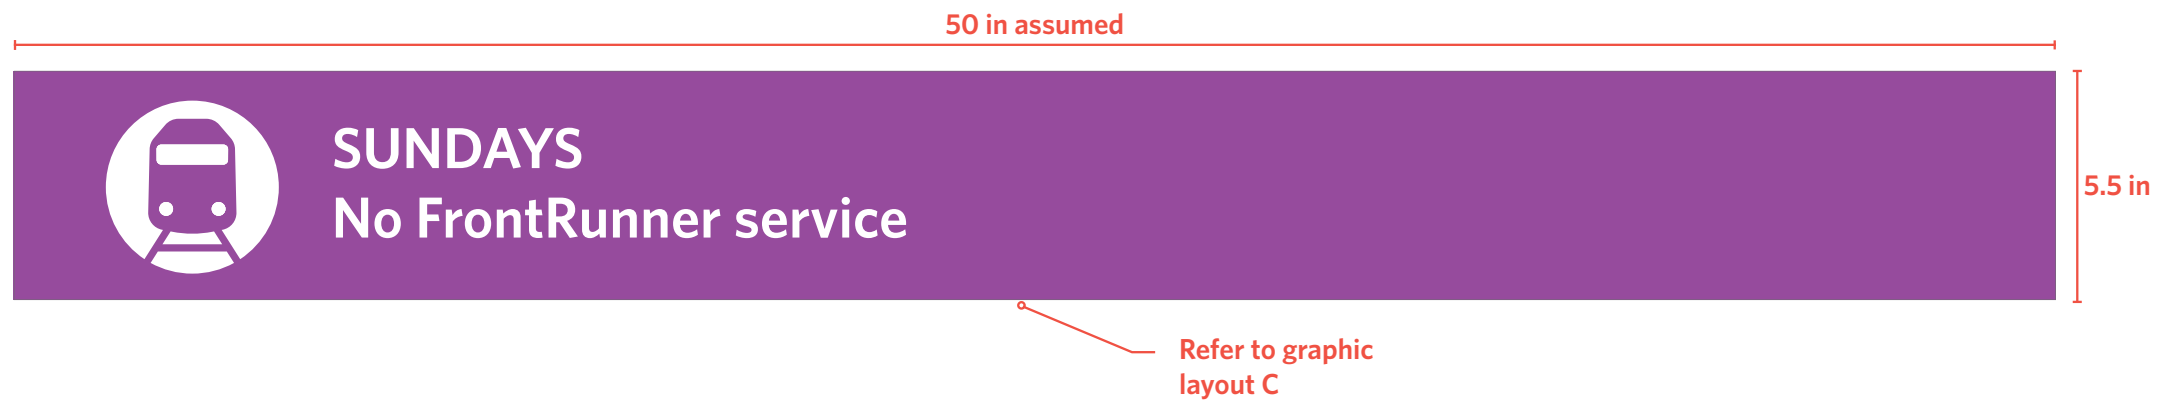 50 in assumed
SUNDAYS
No FrontRunner service
5.5 in
Refer to graphic
layout C